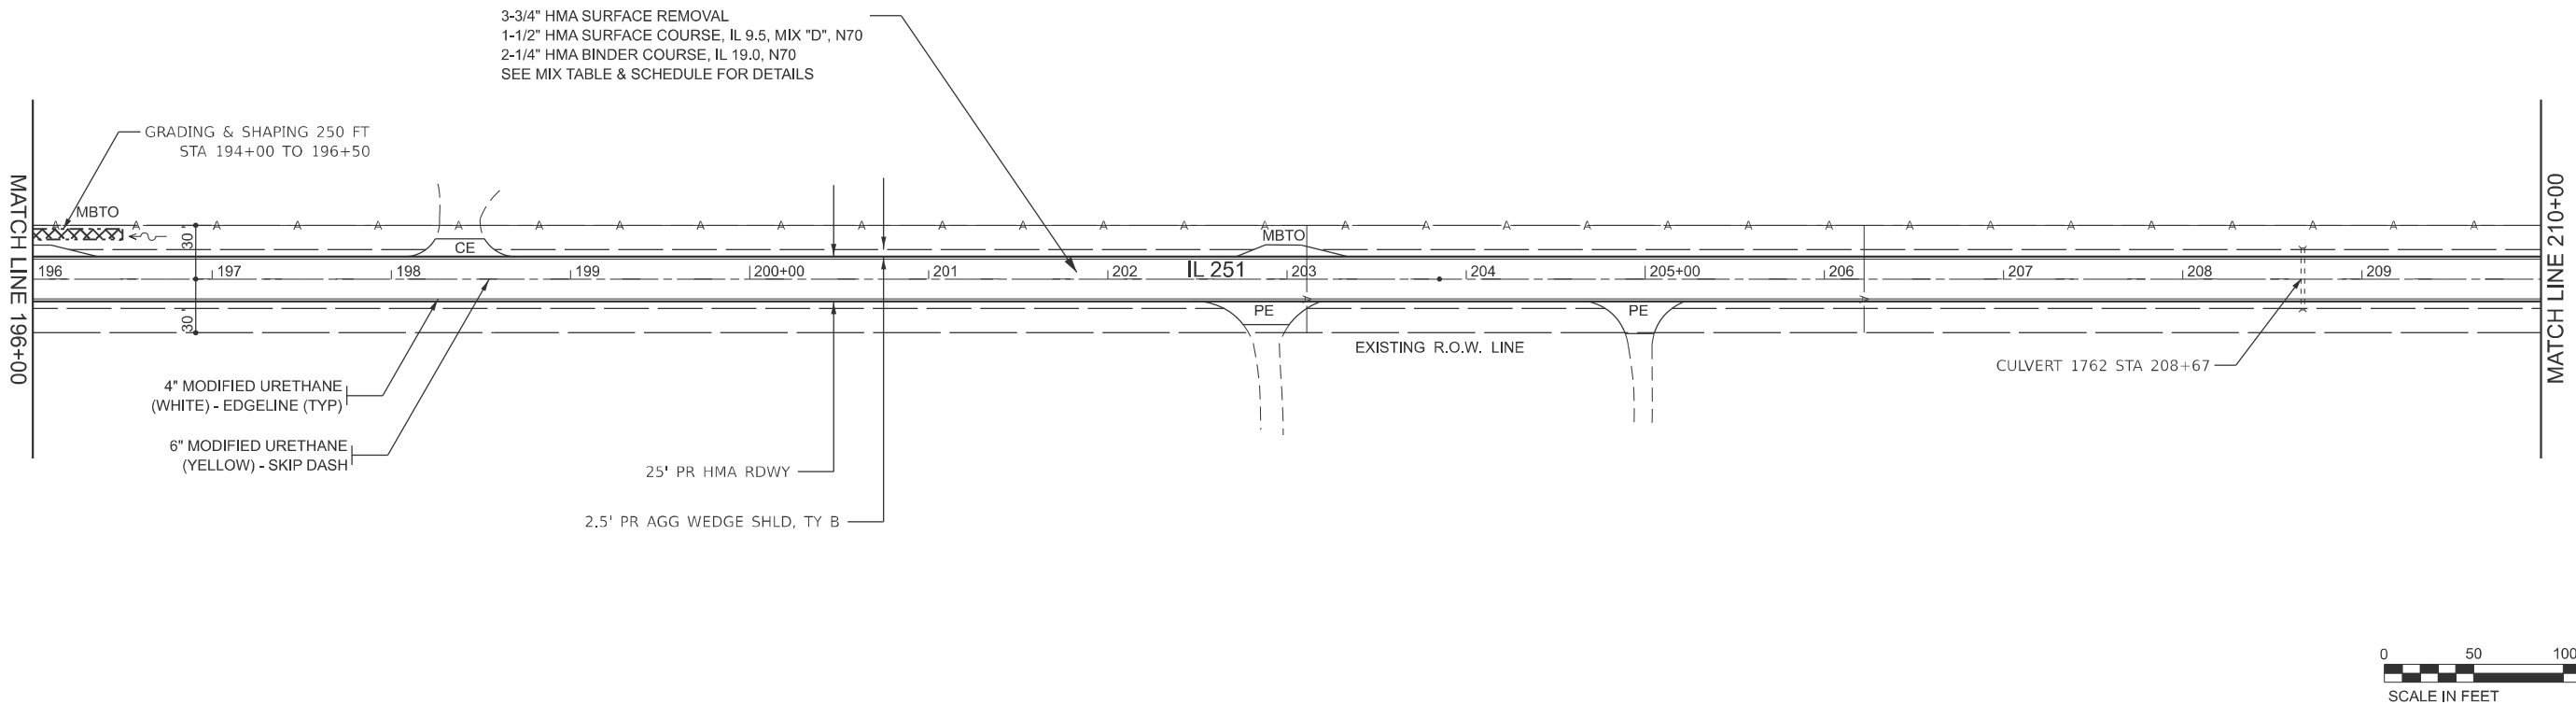 3-3/4" HMA SURFACE REMOVAL
1-1/2" HMA SURFACE COURSE, IL 9.5, MIX "D", N70
2-1/4" HMA BINDER COURSE, IL 19.0, N70
SEE MIX TABLE & SCHEDULE FOR DETAILS
GRADING & SHAPING 250 FT
STA 194+00 TO 196+50
MATCH LINE 196+00
MATCH LINE 210+00
MBTO
A A A A A A A A A A A A A A A A A A A A A A A A A A A A A A A
30'
CE
MBTO
196 197 198 199 200+00 201 202 IL 251 203 204 205+00 206 207 208 209
A A
30'
PE PE
EXISTING R.O.W. LINE
CULVERT 1762 STA 208+67
4" MODIFIED URETHANE
(WHITE) - EDGELINE (TYP)
6" MODIFIED URETHANE
(YELLOW) - SKIP DASH
25' PR HMA RDWY
2.5' PR AGG WEDGE SHLD, TY B
0 50 100
SCALE IN FEET